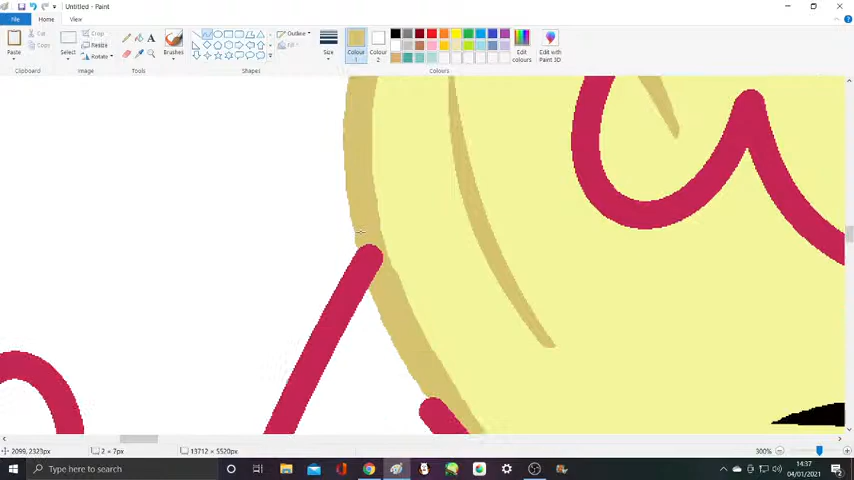 Untitled - Paint
File
Home
View
Paste
Cut
Copy
Clipboard
Select
Crop
Resize
Rotate
Image
A
Tools
Brushes
Shapes
Outline
Fill
Size
Colour 1
Colour 2
Edit colours
Edit with Paint 3D
Colours
2099, 2323px
2 × 7px
13712 × 5520px
300%
Type here to search
14:37
04/01/2021